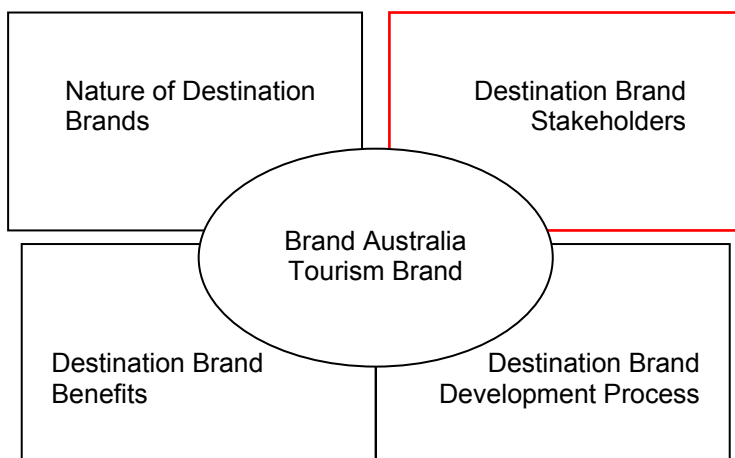 Nature of Destination
Brands
Destination Brand
Stakeholders
Brand Australia
Tourism Brand
Destination Brand
Benefits
Destination Brand
Development Process